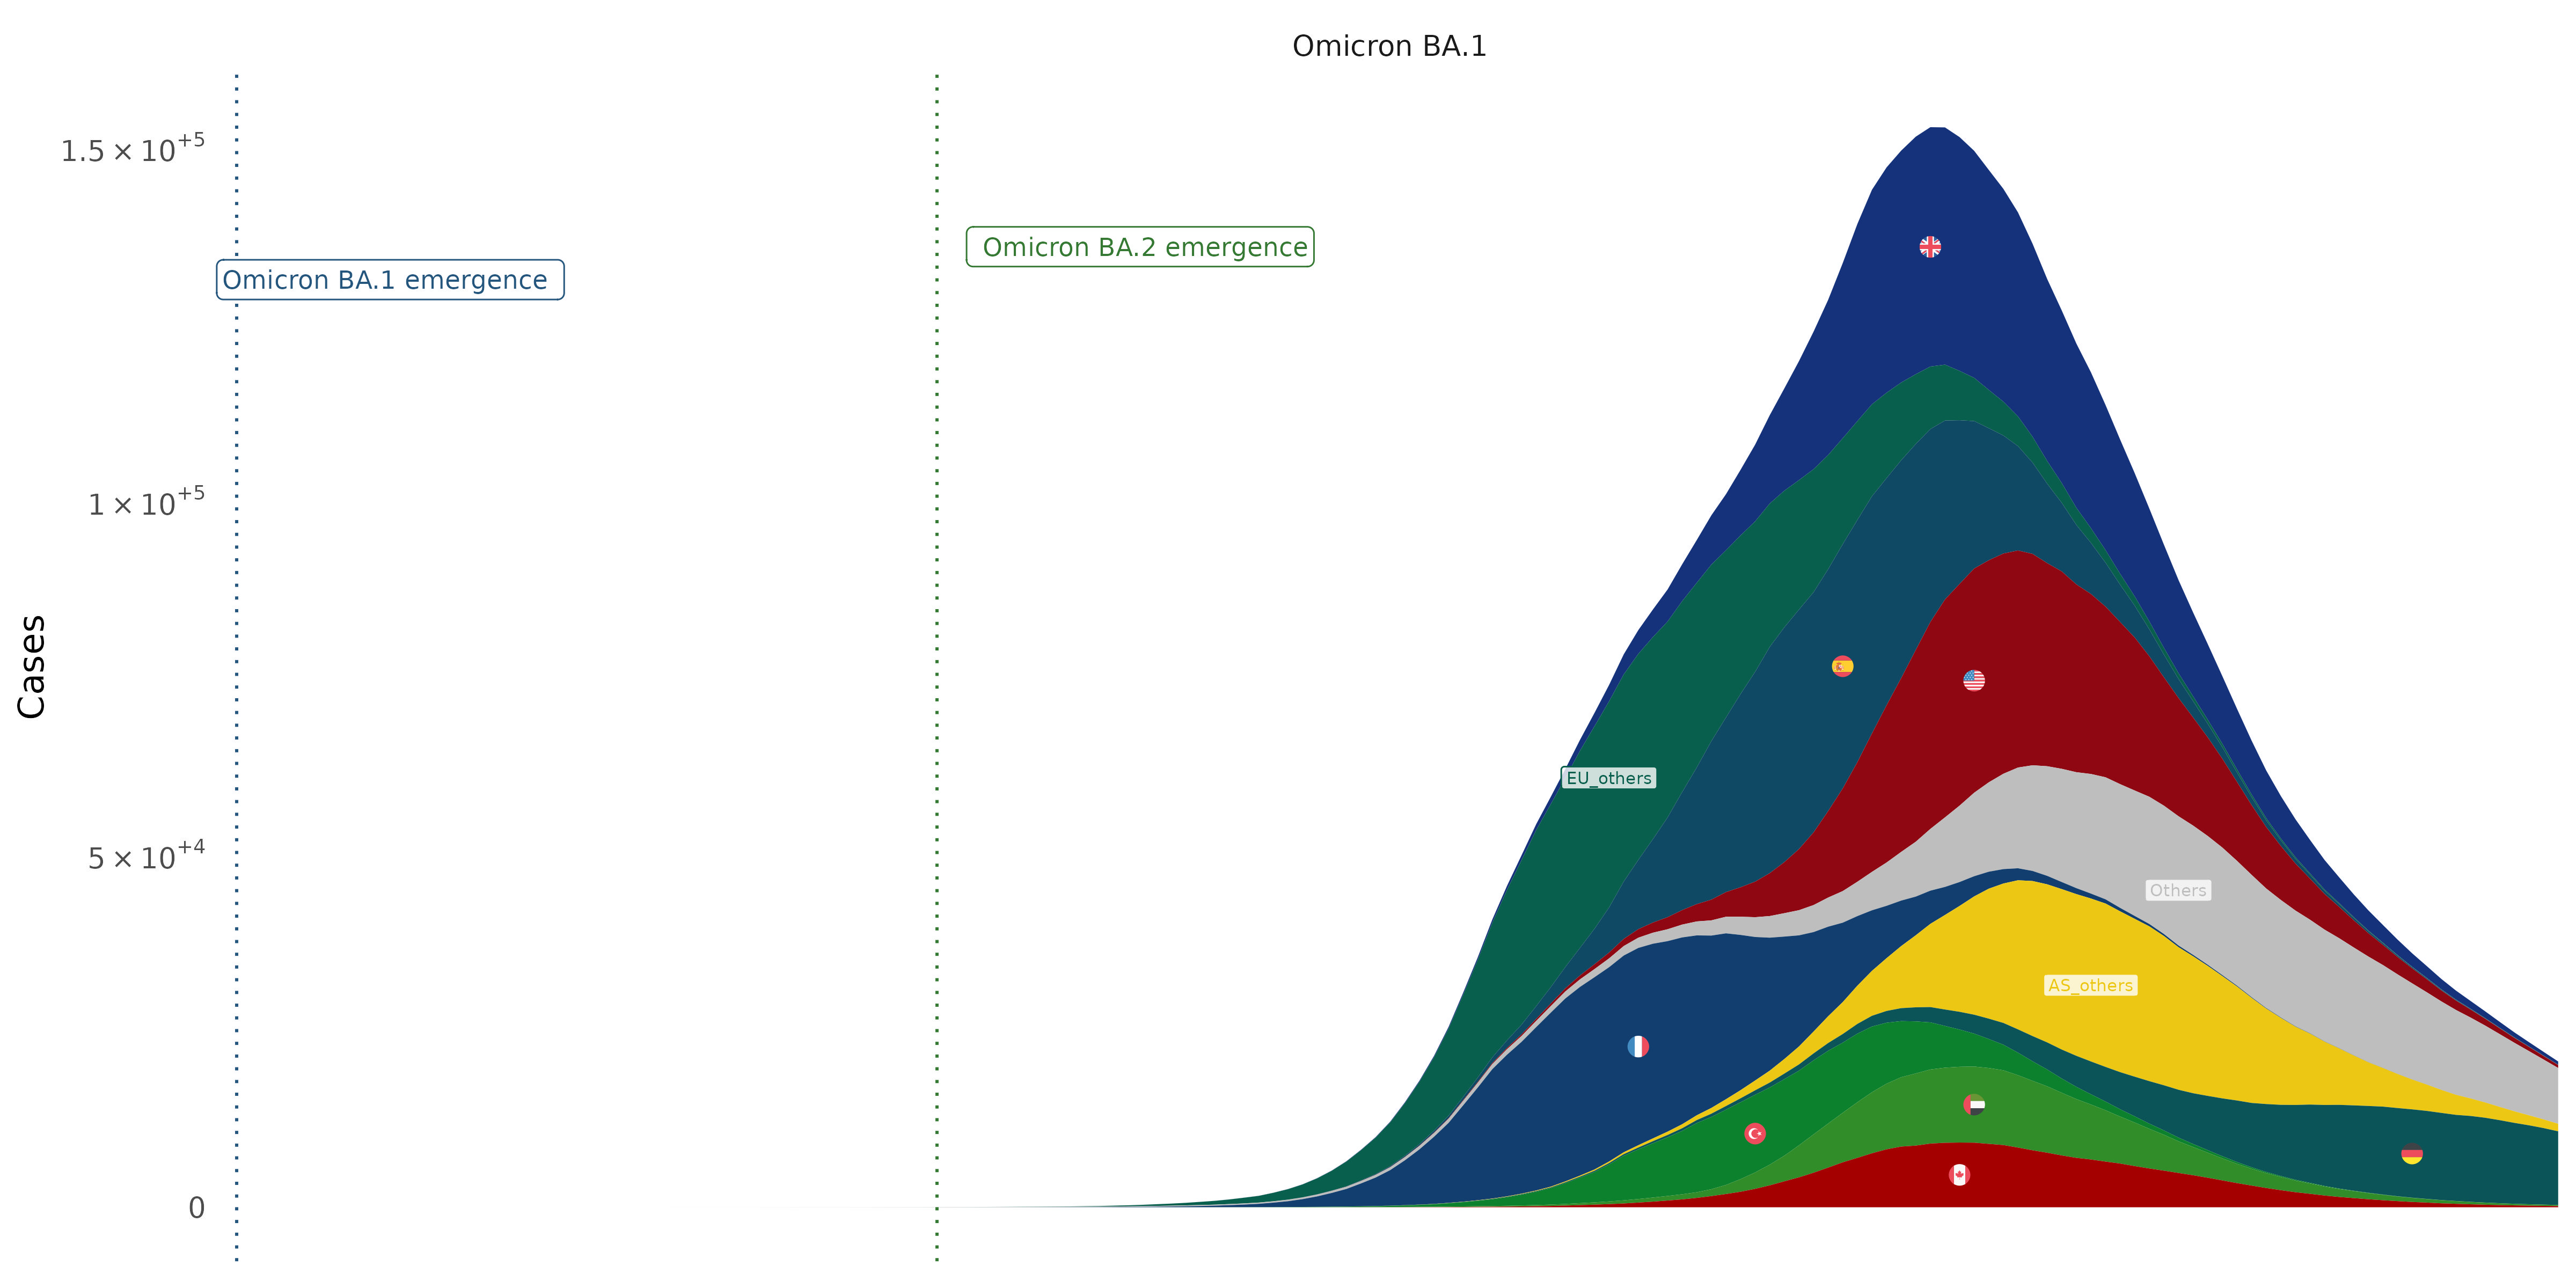 Omicron BA.1
1.5 × 10⁺⁵
Omicron BA.2 emergence
Omicron BA.1 emergence
1 × 10⁺⁵
Cases
EU_others
5 × 10⁺⁴
Others
AS_others
0